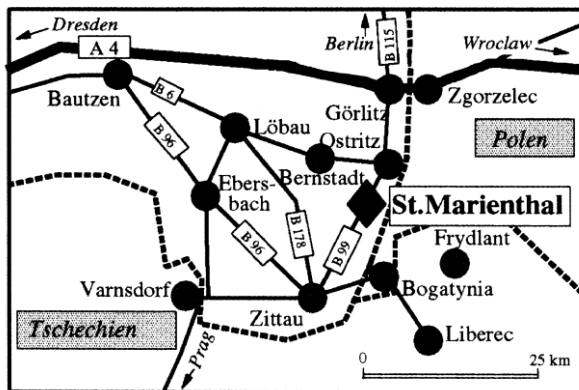 Dresden
A 4
Berlin
B 115
Wroclaw
Bautzen
B 6
Görlitz
Zgorzelec
Löbau
Ostritz
Polen
B 96
Bernstadt
Ebers-
bach
St. Marienthal
B 178
B 96
B 99
Frydlant
Varnsdorf
Zittau
Bogatynia
Tschechien
Prag
Liberec
0 25 km